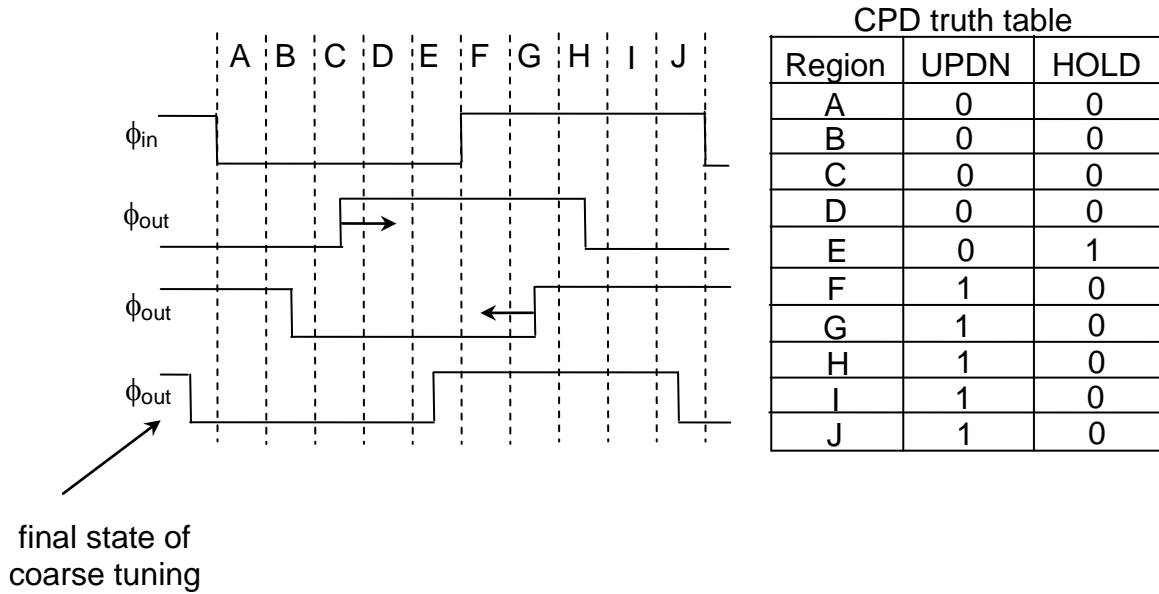 CPD truth table
A B C D E F G H I J
ϕin
ϕout
ϕout
ϕout
final state of
coarse tuning
Region UPDN HOLD
A 0 0
B 0 0
C 0 0
D 0 0
E 0 1
F 1 0
G 1 0
H 1 0
I 1 0
J 1 0